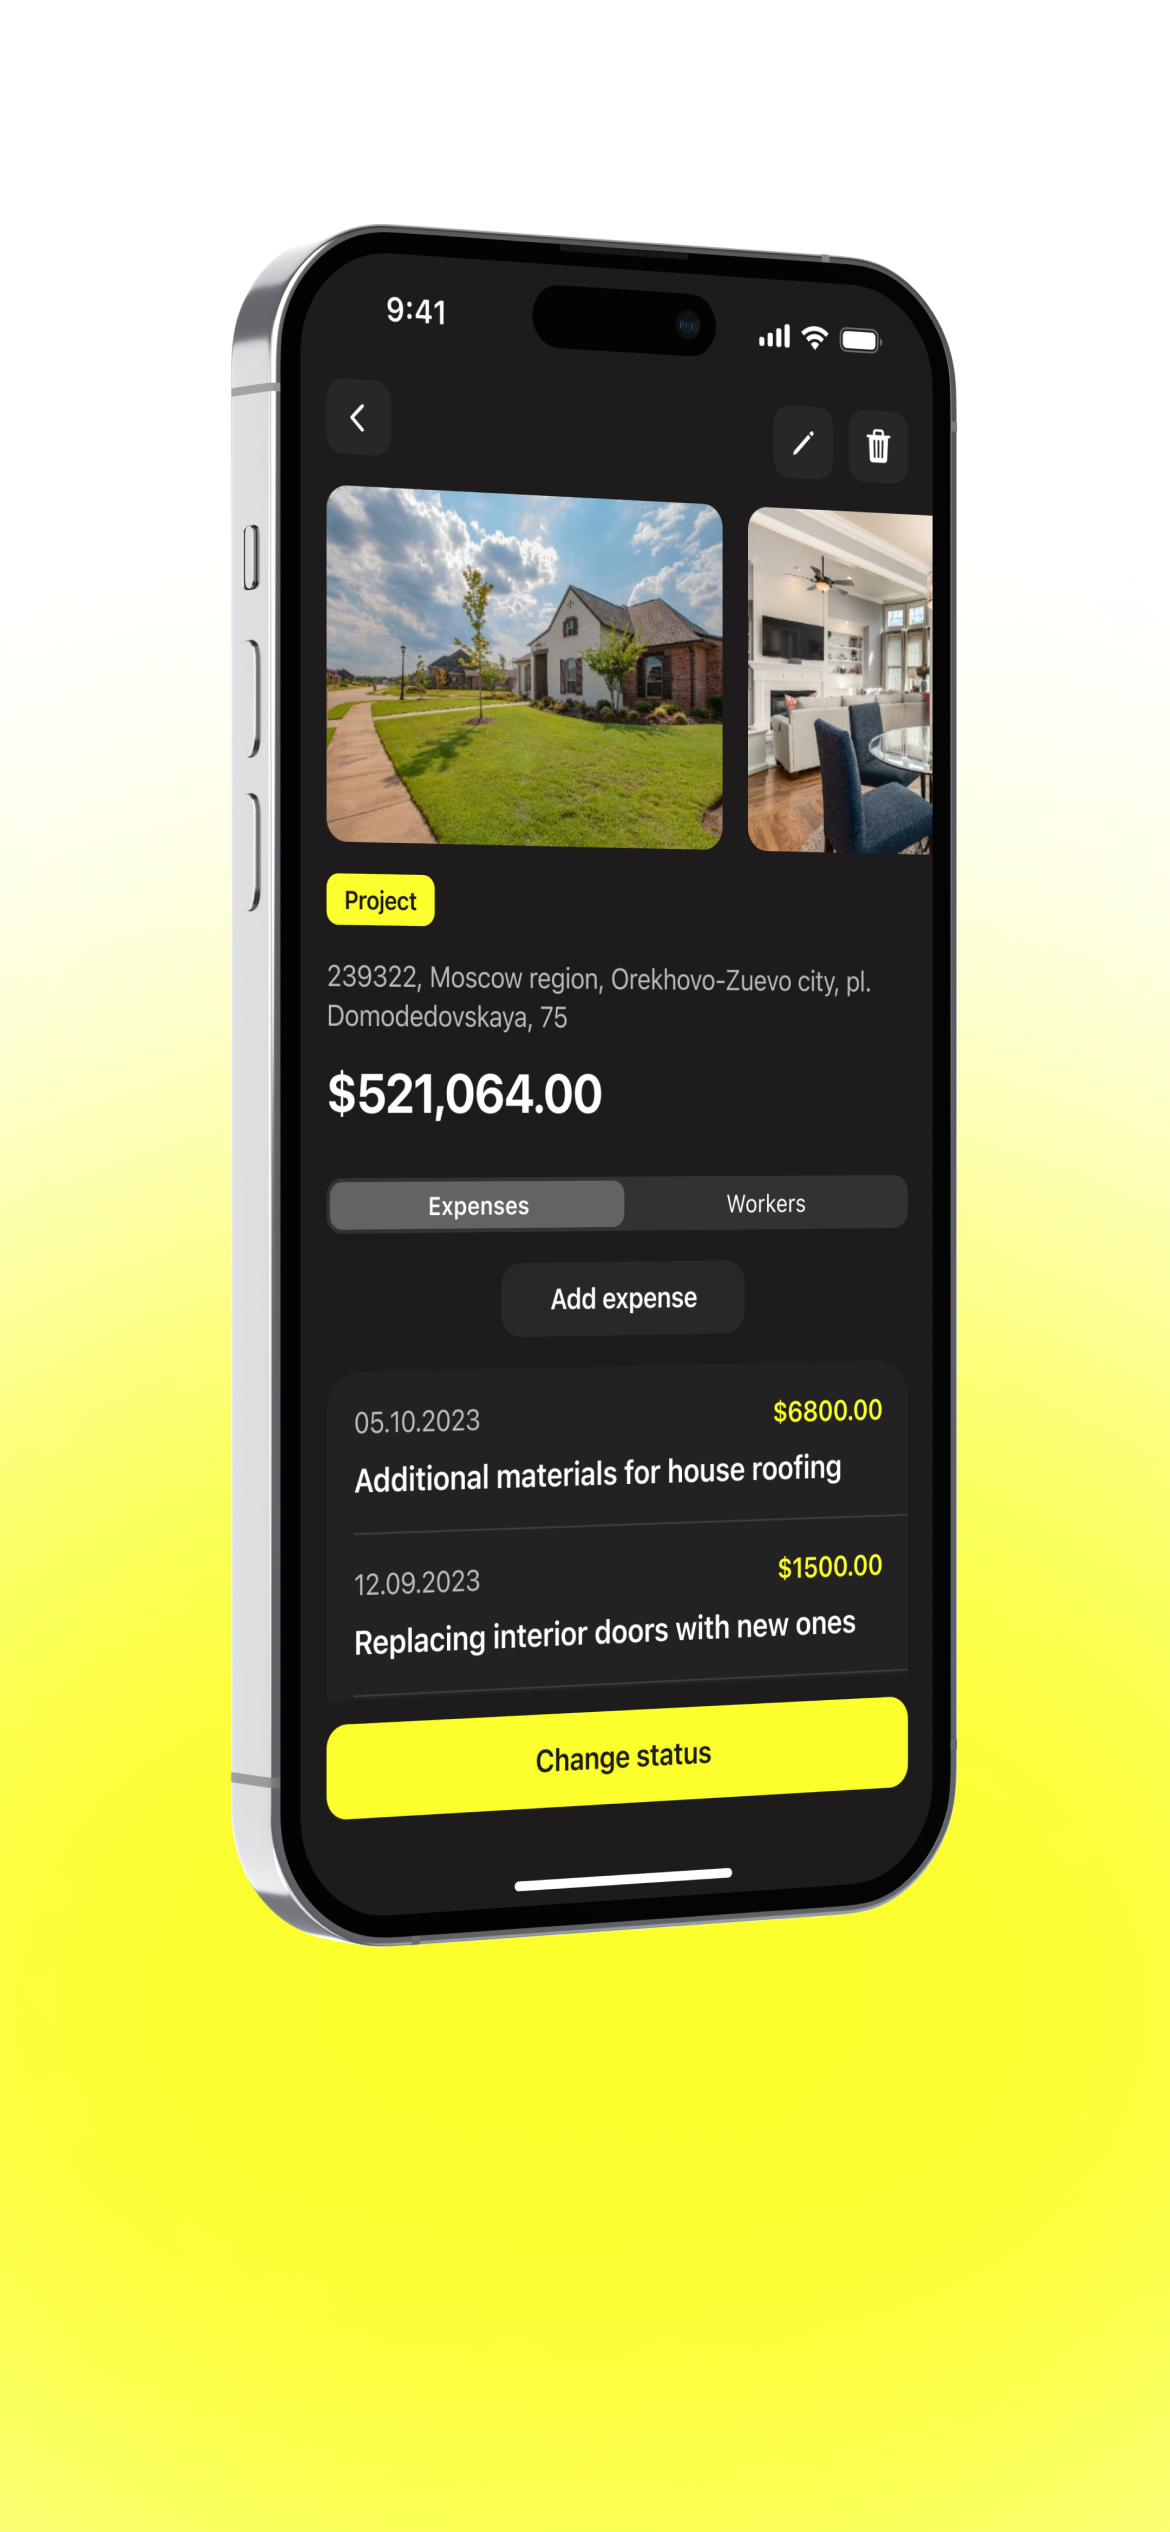 9:41
Project
239322, Moscow region, Orekhovo-Zuevo city, pl.
Domodedovskaya, 75
$521,064.00
Expenses
Workers
Add expense
05.10.2023
$6800.00
Additional materials for house roofing
12.09.2023
$1500.00
Replacing interior doors with new ones
Change status